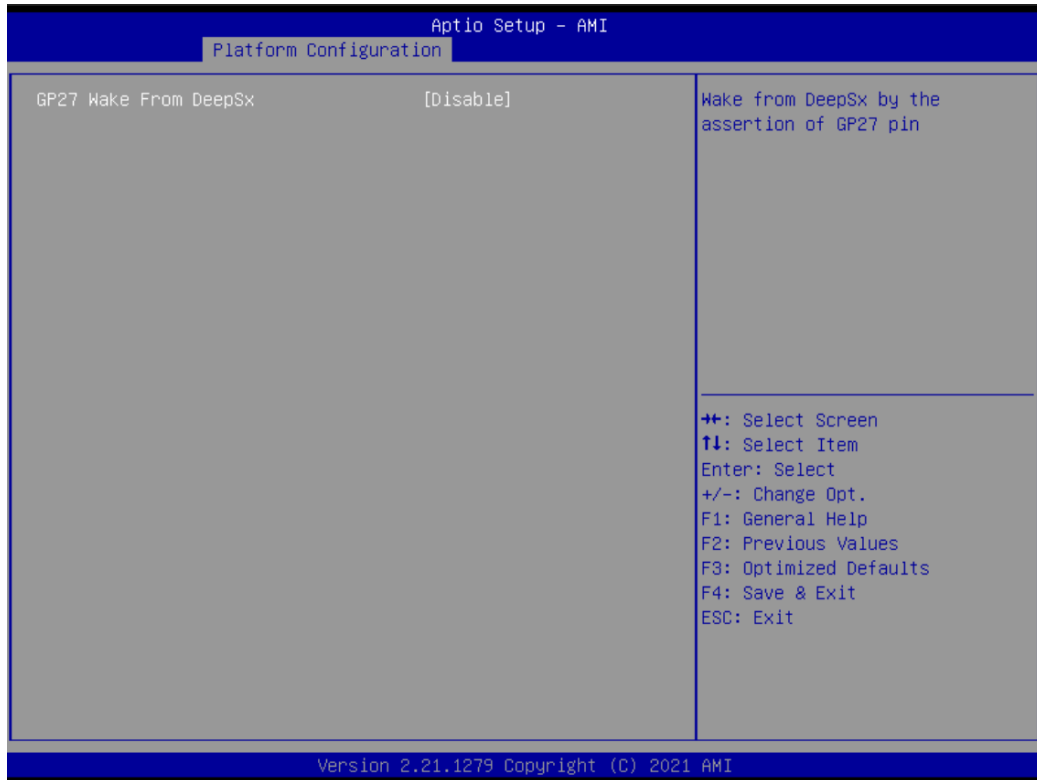 Aptio Setup – AMI
Platform Configuration
GP27 Wake From DeepSx [Disable]
Wake from DeepSx by the
assertion of GP27 pin
→←: Select Screen
↑↓: Select Item
Enter: Select
+/-: Change Opt.
F1: General Help
F2: Previous Values
F3: Optimized Defaults
F4: Save & Exit
ESC: Exit
Version 2.21.1279 Copyright (C) 2021 AMI